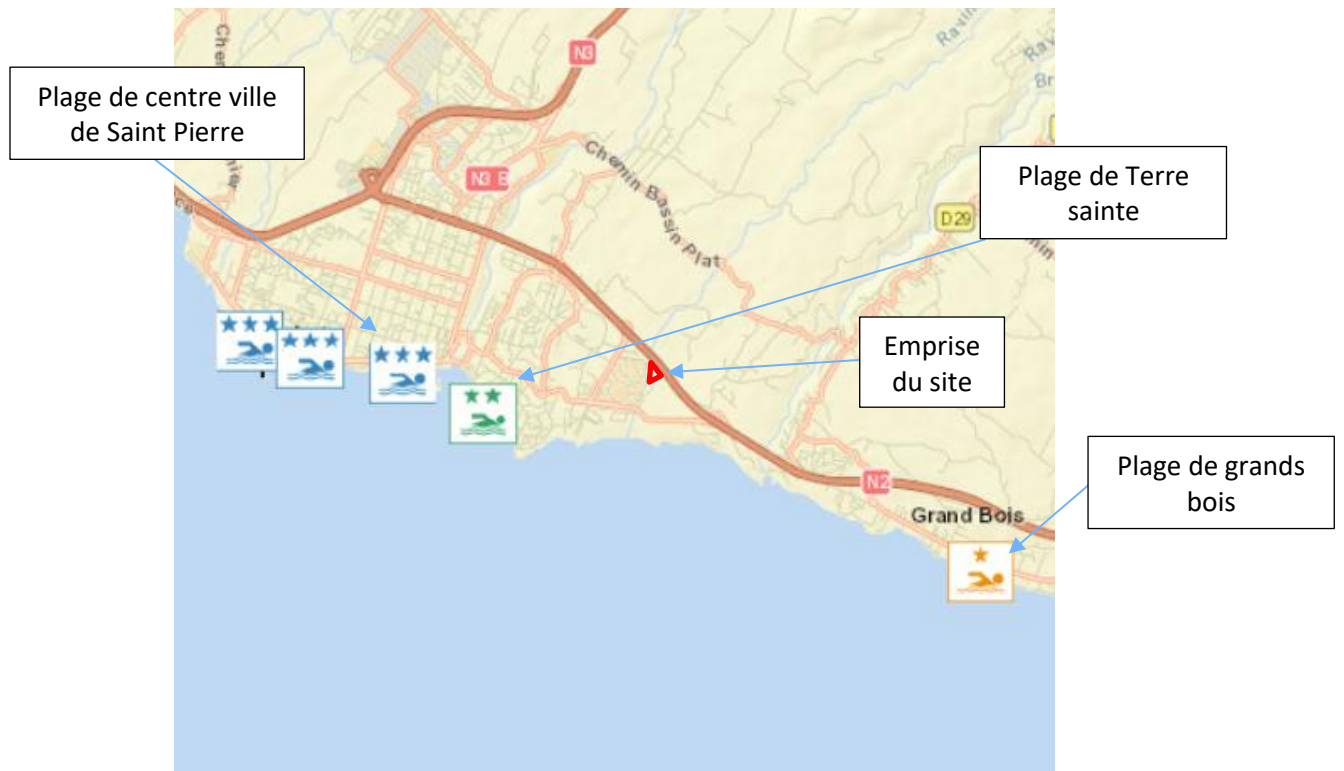 N3
Plage de centre ville
de Saint Pierre
N3 B
Chemin Bassin Plat
Plage de Terre
sainte
D29
Emprise
du site
Plage de grands
bois
N2
Grand Bois